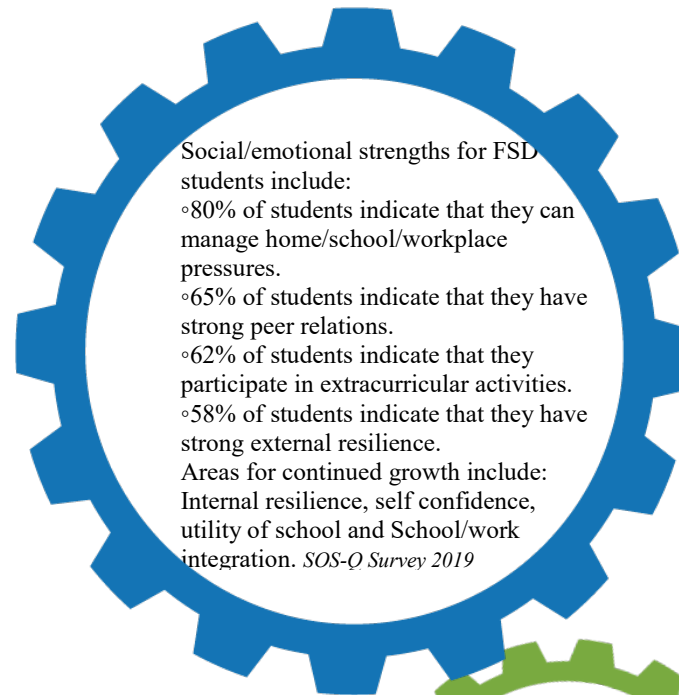 Social/emotional strengths for FSD
students include:
◦80% of students indicate that they can
manage home/school/workplace
pressures.
◦65% of students indicate that they have
strong peer relations.
◦62% of students indicate that they
participate in extracurricular activities.
◦58% of students indicate that they have
strong external resilience.
Areas for continued growth include:
Internal resilience, self confidence,
utility of school and School/work
integration. SOS-Q Survey 2019